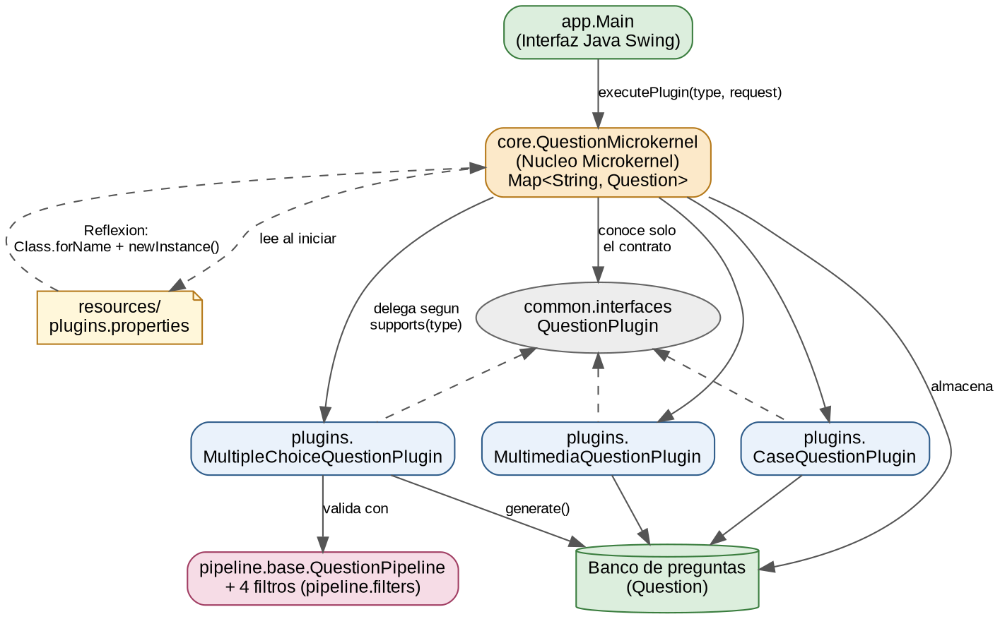 app.Main
(Interfaz Java Swing)
executePlugin(type, request)
core.QuestionMicrokernel
(Nucleo Microkernel)
Map<String, Question>
Reflexion:
Class.forName + newInstance()
lee al iniciar
conoce solo
el contrato
resources/
plugins.properties
delega segun
supports(type)
common.interfaces
QuestionPlugin
almacena
plugins.
MultipleChoiceQuestionPlugin
plugins.
MultimediaQuestionPlugin
plugins.
CaseQuestionPlugin
valida con
generate()
pipeline.base.QuestionPipeline
+ 4 filtros (pipeline.filters)
Banco de preguntas
(Question)